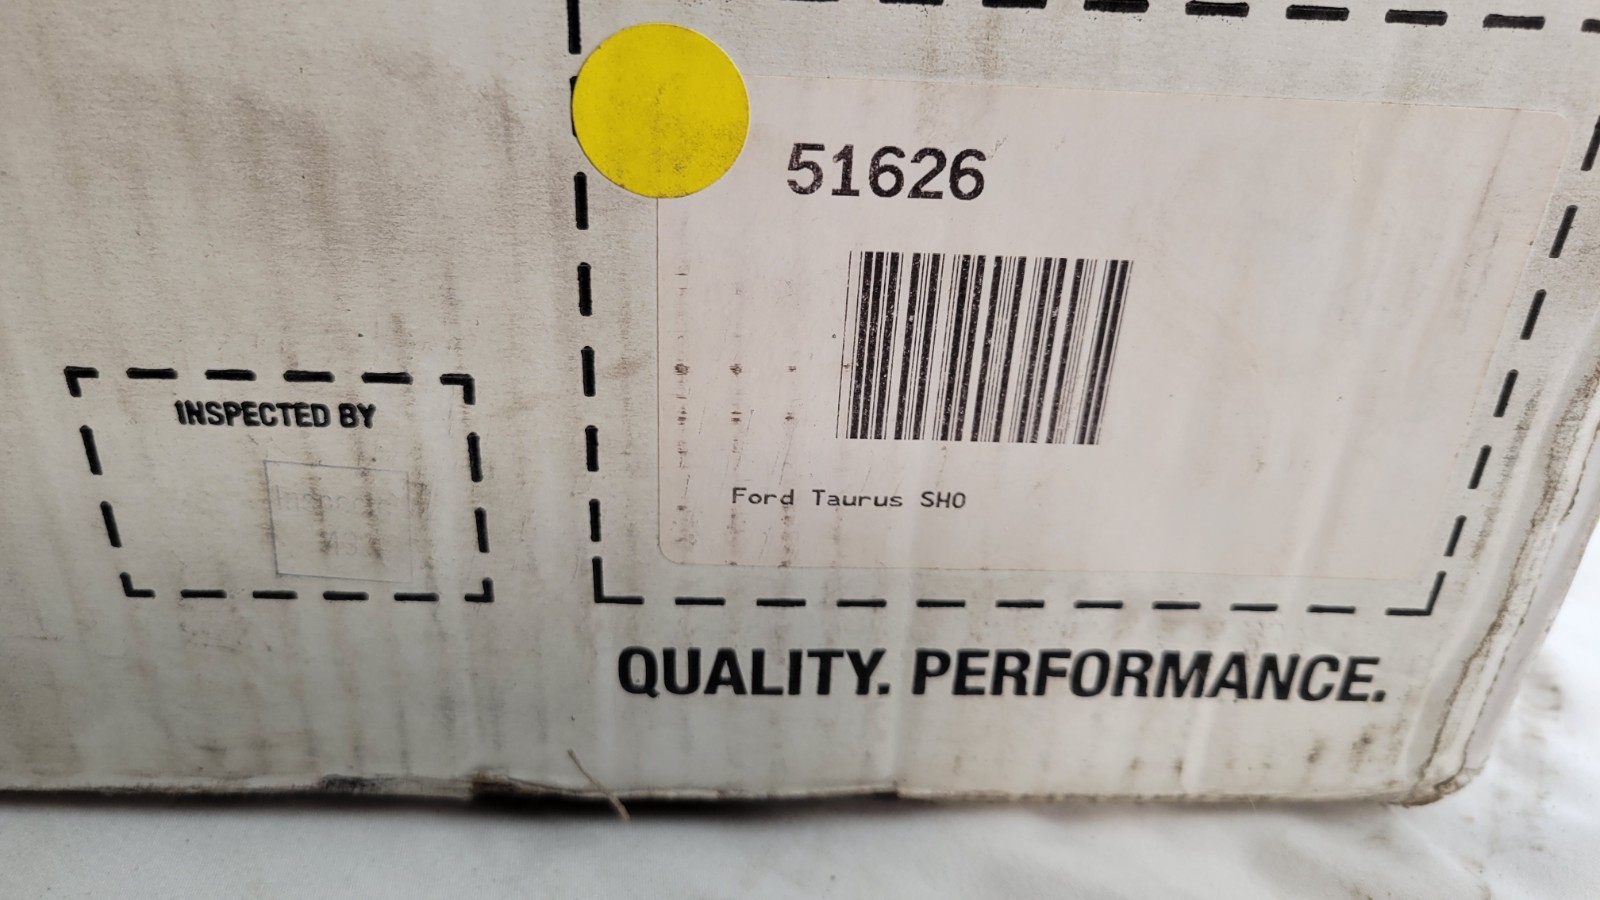 51626
INSPECTED BY
Ford Taurus SHO
QUALITY. PERFORMANCE.